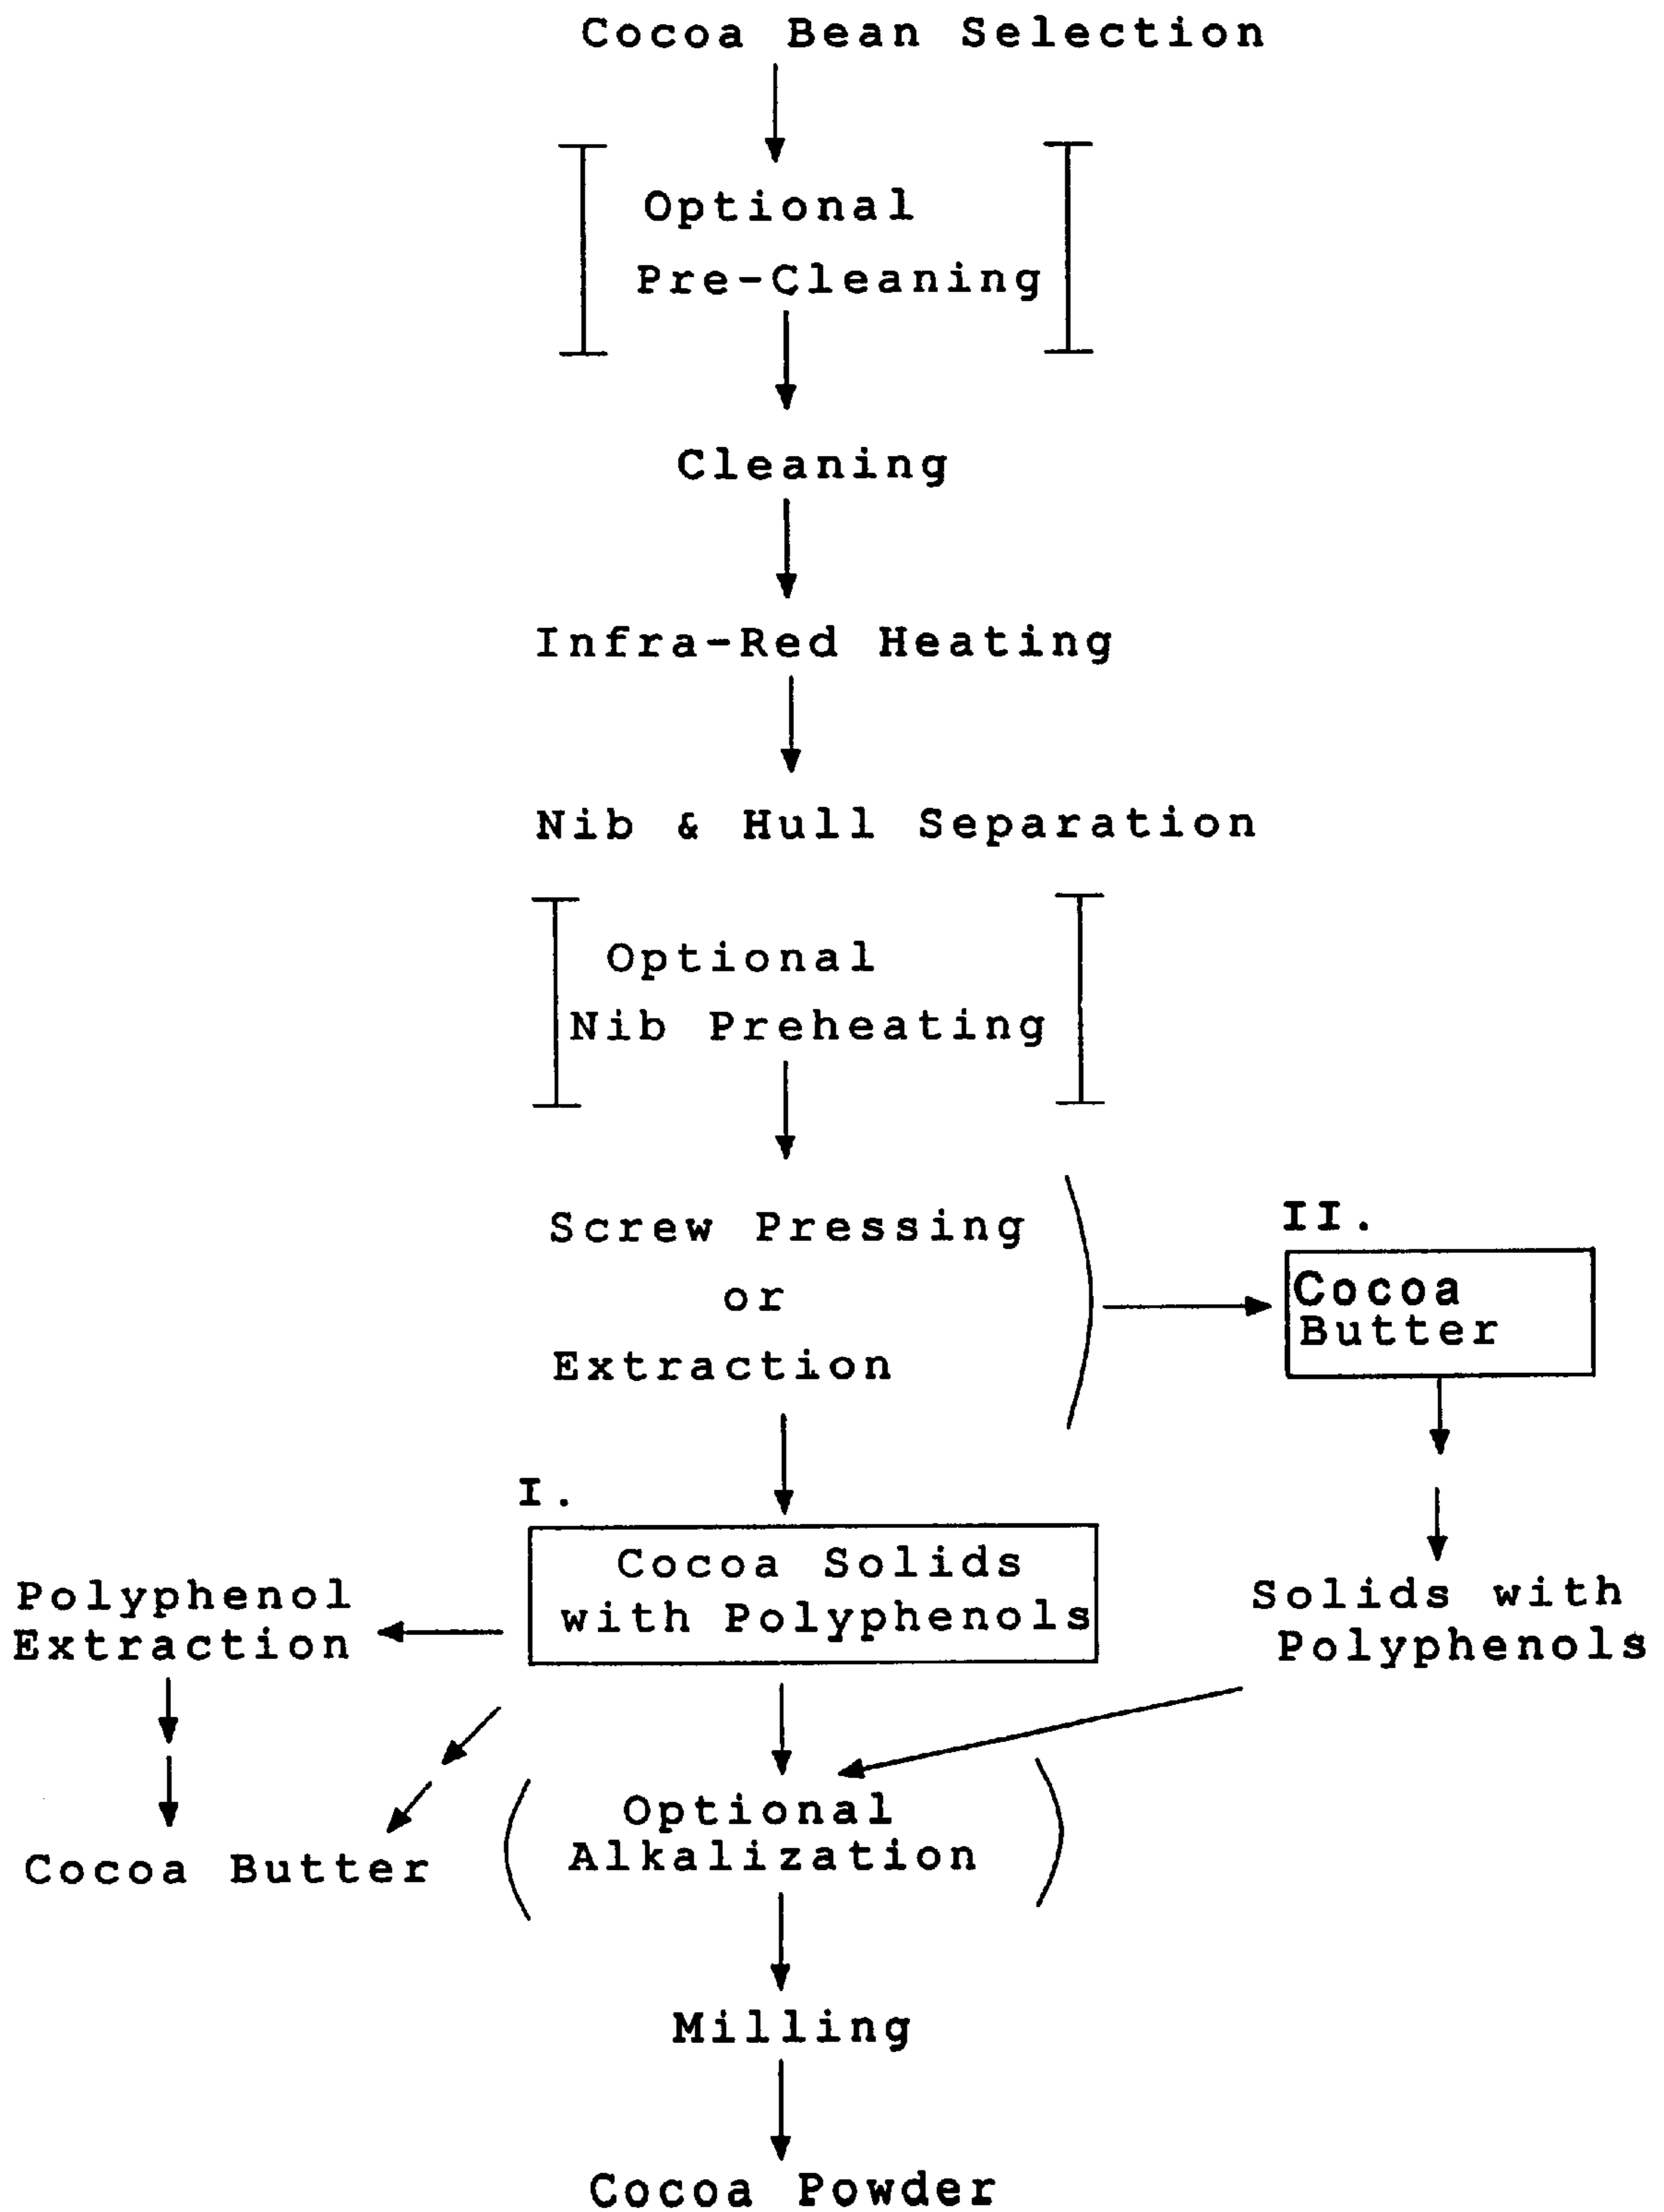 Cocoa Bean Selection
Optional
Pre-Cleaning
Cleaning
Infra-Red Heating
Nib & Hull Separation
Optional
Nib Preheating
Screw Pressing
or
Extraction
II.
Cocoa
Butter
I.
Cocoa Solids
with Polyphenols
Polyphenol
Extraction
Solids with
Polyphenols
Cocoa Butter
Optional
Alkalization
Milling
Cocoa Powder